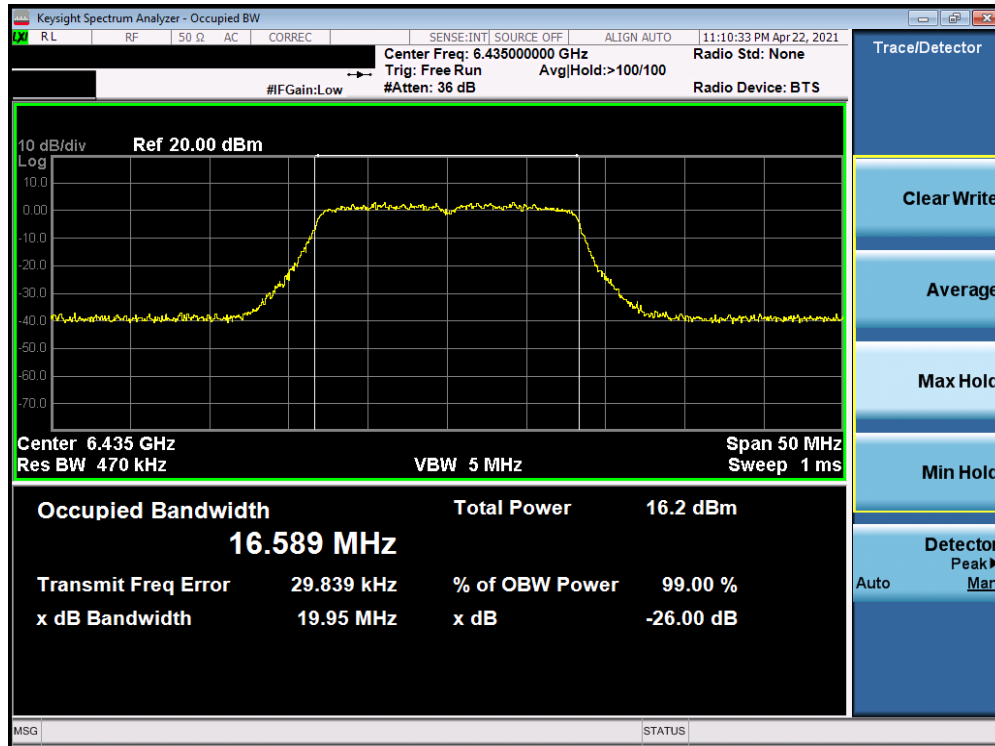 Keysight Spectrum Analyzer - Occupied BW
LXI RL RF 50 Ω AC CORREC SENSE:INT SOURCE OFF ALIGN AUTO 11:10:33 PM Apr 22, 2021
Center Freq: 6.435000000 GHz Radio Std: None
Trig: Free Run Avg|Hold:>100/100
#IFGain:Low #Atten: 36 dB Radio Device: BTS
10 dB/div Ref 20.00 dBm
Log
10.0
0.00
-10.0
-20.0
-30.0
-40.0
-50.0
-60.0
-70.0
Center 6.435 GHz Span 50 MHz
Res BW 470 kHz VBW 5 MHz Sweep 1 ms
Occupied Bandwidth Total Power 16.2 dBm
16.589 MHz
Transmit Freq Error 29.839 kHz % of OBW Power 99.00 %
x dB Bandwidth 19.95 MHz x dB -26.00 dB
MSG STATUS
Trace/Detector
Clear Write
Average
Max Hold
Min Hold
Detector
Peak▶
Auto Man